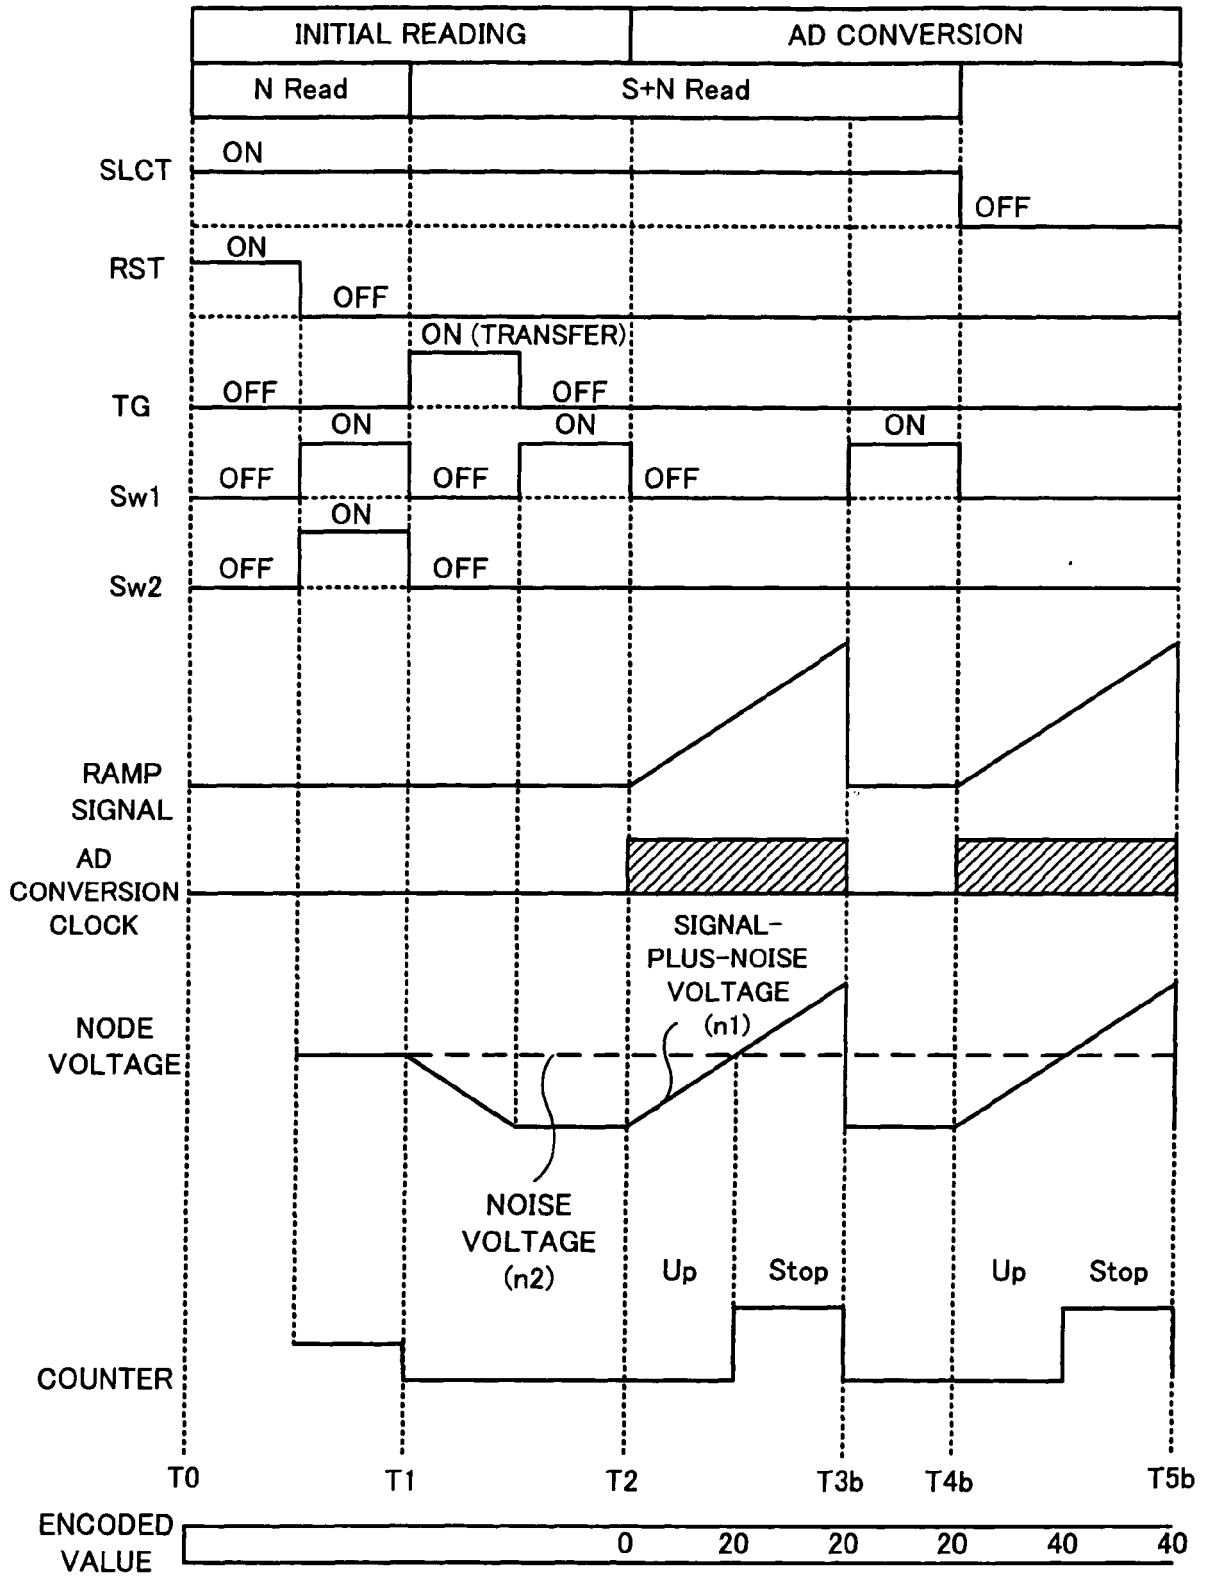 INITIAL READING
AD CONVERSION
N Read
S+N Read
SLCT
ON
OFF
RST
ON
OFF
ON (TRANSFER)
TG
OFF
OFF
ON
ON
ON
Sw1
OFF
OFF
OFF
ON
Sw2
OFF
OFF
RAMP
SIGNAL
AD
CONVERSION
CLOCK
SIGNAL-
PLUS-NOISE
VOLTAGE
(n1)
NODE
VOLTAGE
NOISE
VOLTAGE
(n2)
Up
Stop
Up
Stop
COUNTER
T0
T1
T2
T3b
T4b
T5b
ENCODED
VALUE
0
20
20
20
40
40